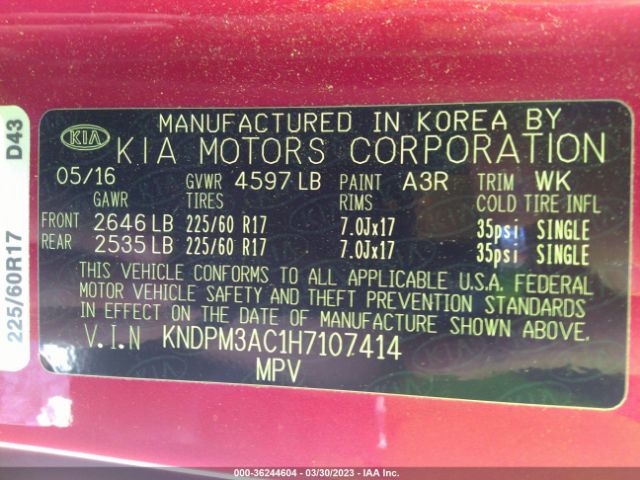 MANUFACTURED IN KOREA BY
KIA KIA MOTORS CORPORATION
05/16 GVWR 4597 LB PAINT A3R TRIM WK
GAWR TIRES RIMS COLD TIRE INFL
FRONT 2646 LB 225/60 R17 7.0Jx17 35psi SINGLE
REAR 2535 LB 225/60 R17 7.0Jx17 35psi SINGLE
THIS VEHICLE CONFORMS TO ALL APPLICABLE U.S.A. FEDERAL
MOTOR VEHICLE SAFETY AND THEFT PREVENTION STANDARDS
IN EFFECT ON THE DATE OF MANUFACTURE SHOWN ABOVE.
V.I.N KNDPM3AC1H7107414
MPV
225/60R17 D43
000-36244604 - 03/30/2023 - IAA Inc.